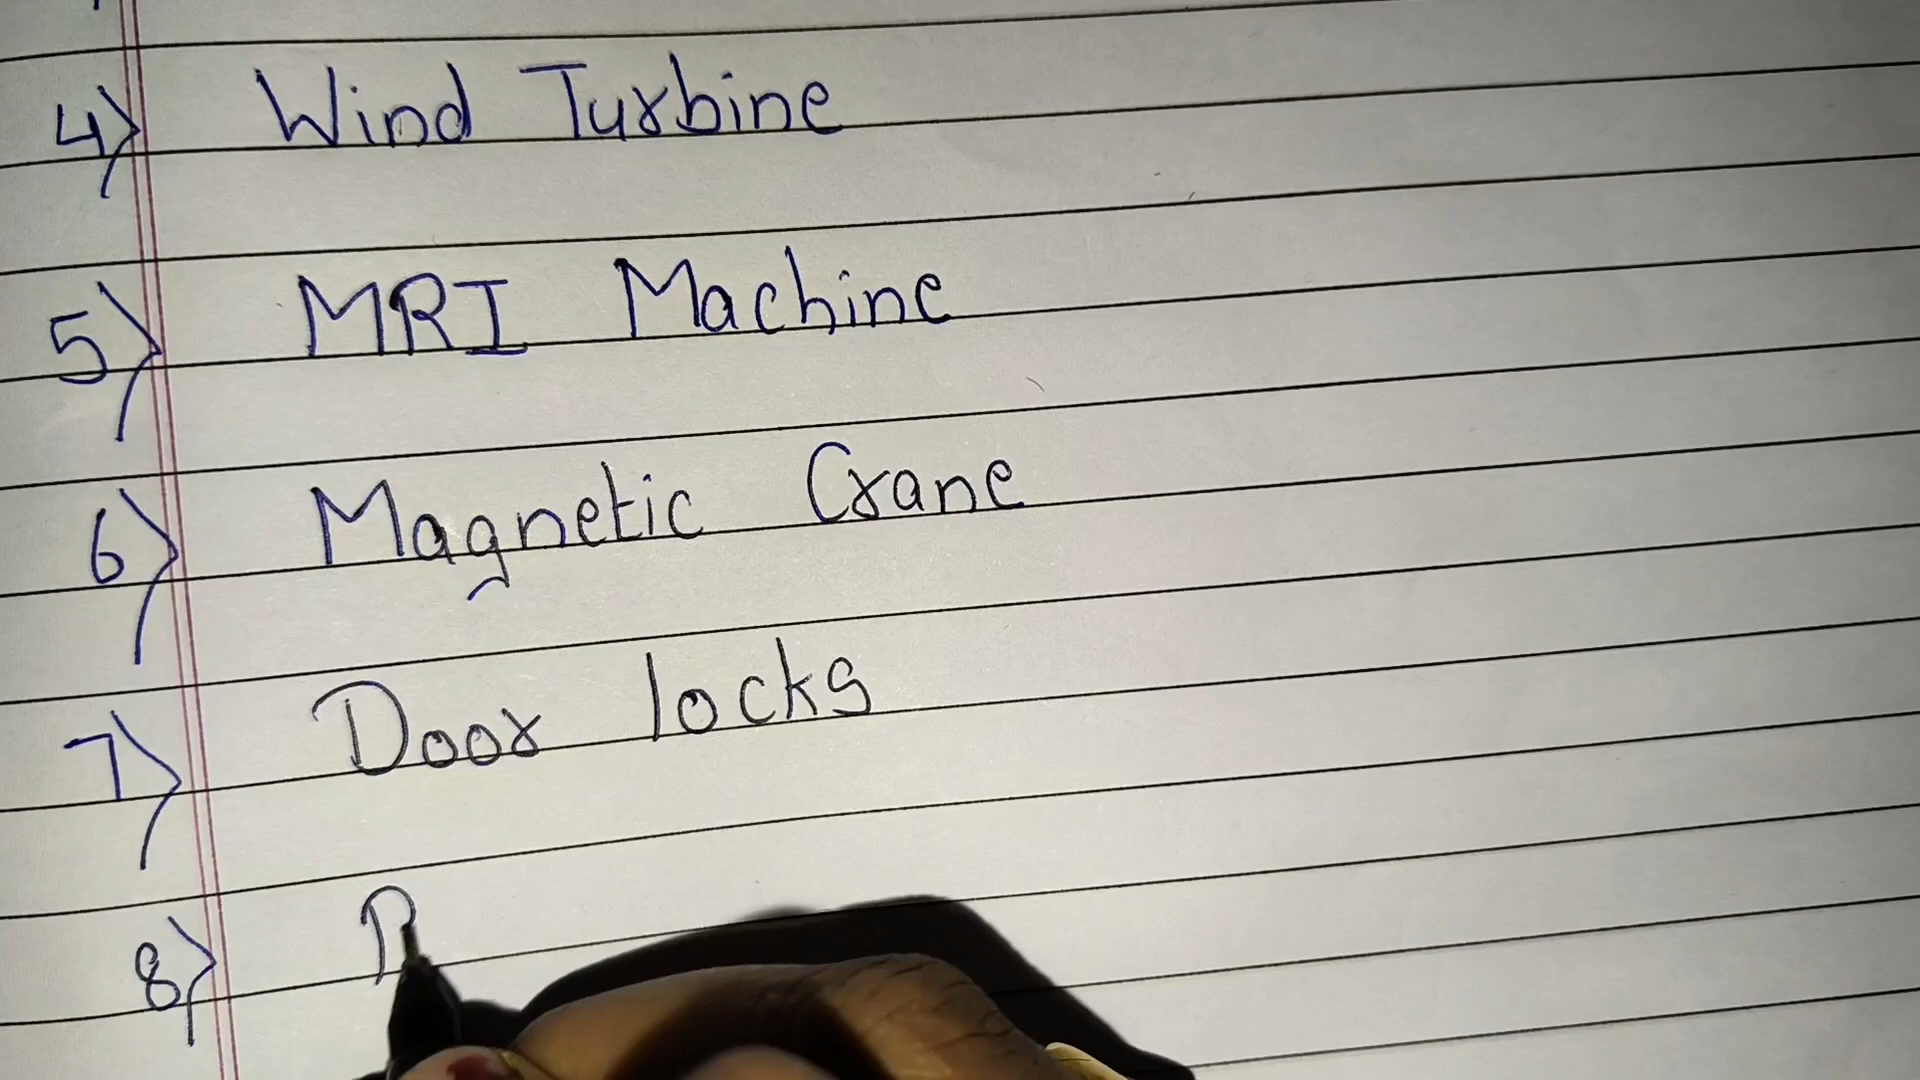 4) Wind Turbine
5) MRI Machine
6) Magnetic Crane
7) Door locks
8)